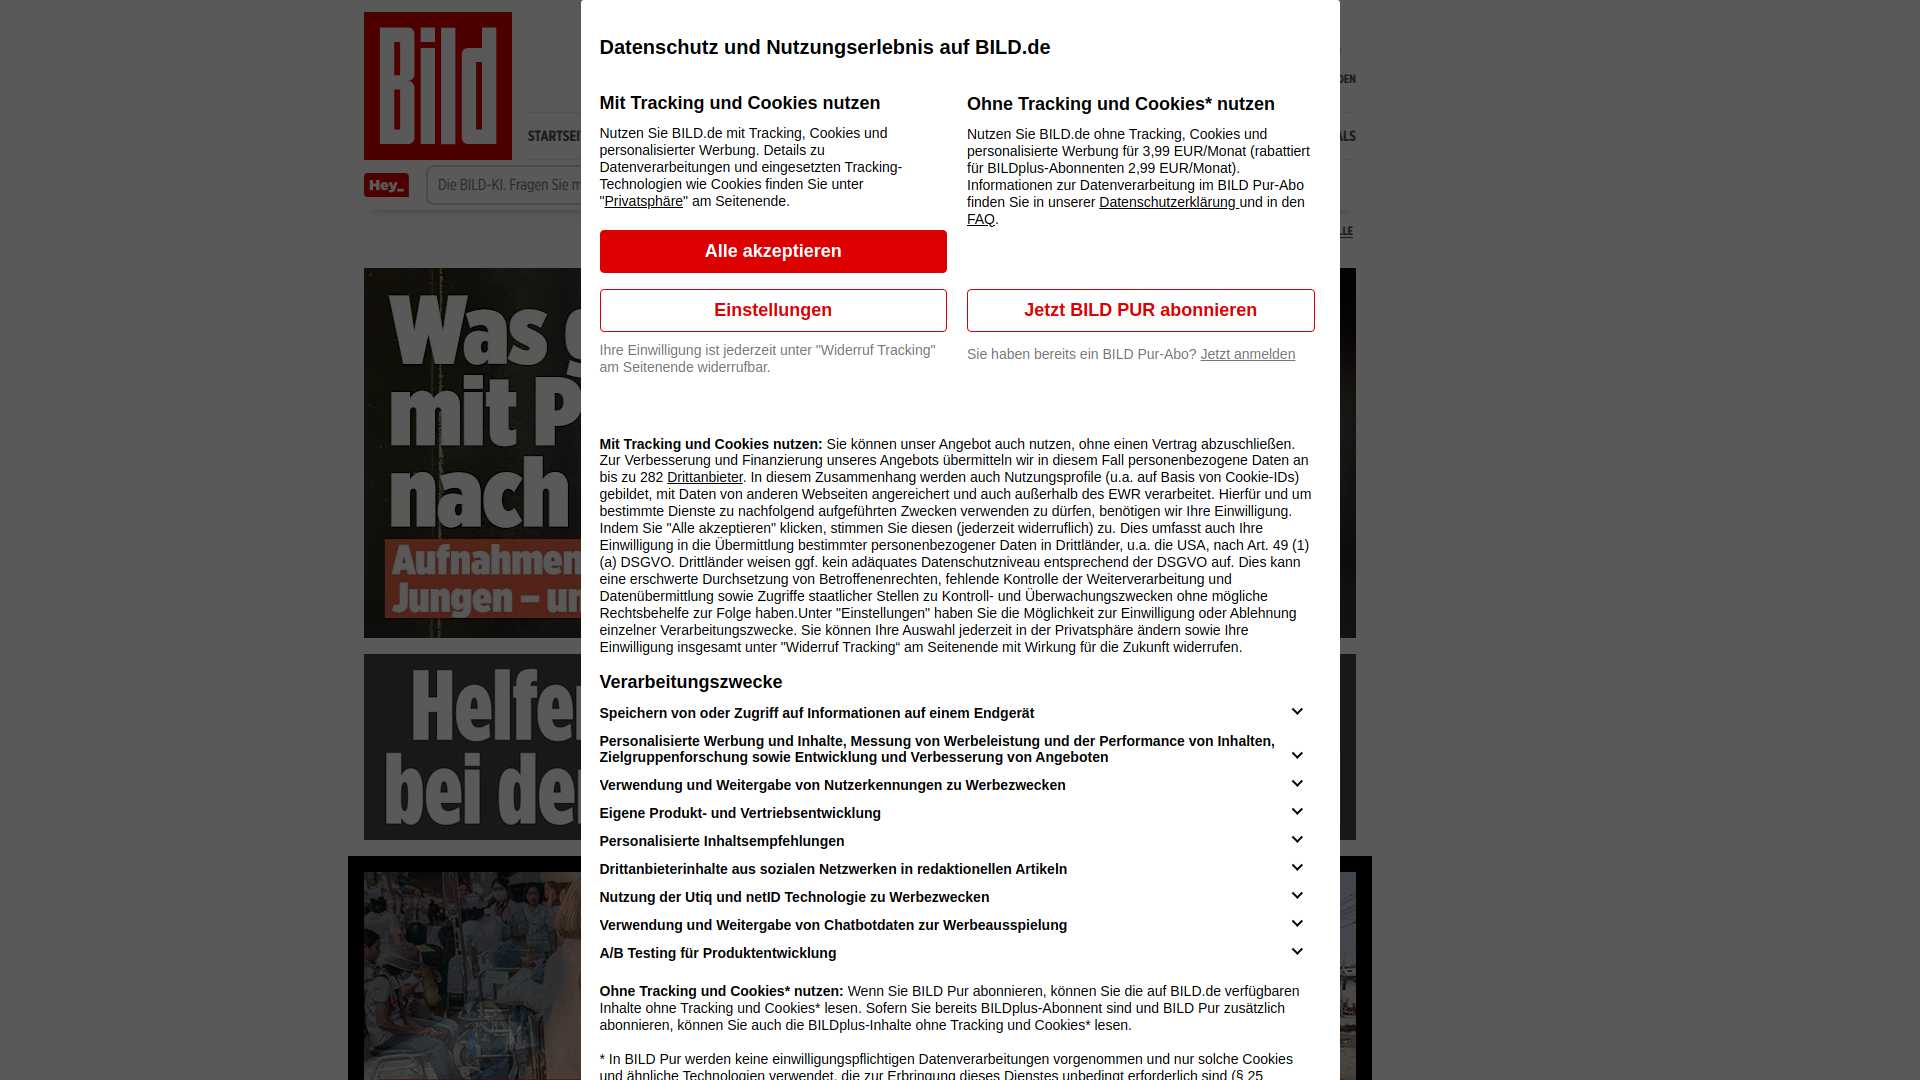 Bild
Datenschutz und Nutzungserlebnis auf BILD.de
Mit Tracking und Cookies nutzen
Nutzen Sie BILD.de mit Tracking, Cookies und
personalisierter Werbung. Details zu
Datenverarbeitungen und eingesetzten Tracking-
Technologien wie Cookies finden Sie unter
"Privatsphäre" am Seitenende.
Alle akzeptieren
Einstellungen
Ihre Einwilligung ist jederzeit unter "Widerruf Tracking"
am Seitenende widerrufbar.
Ohne Tracking und Cookies* nutzen
Nutzen Sie BILD.de ohne Tracking, Cookies und
personalisierte Werbung für 3,99 EUR/Monat (rabattiert
für BILDplus-Abonnenten 2,99 EUR/Monat).
Informationen zur Datenverarbeitung im BILD Pur-Abo
finden Sie in unserer Datenschutzerklärung und in den
FAQ.
Jetzt BILD PUR abonnieren
Sie haben bereits ein BILD Pur-Abo? Jetzt anmelden
Mit Tracking und Cookies nutzen: Sie können unser Angebot auch nutzen, ohne einen Vertrag abzuschließen.
Zur Verbesserung und Finanzierung unseres Angebots übermitteln wir in diesem Fall personenbezogene Daten an
bis zu 282 Drittanbieter. In diesem Zusammenhang werden auch Nutzungsprofile (u.a. auf Basis von Cookie-IDs)
gebildet, mit Daten von anderen Webseiten angereichert und auch außerhalb des EWR verarbeitet. Hierfür und um
bestimmte Dienste zu nachfolgend aufgeführten Zwecken verwenden zu dürfen, benötigen wir Ihre Einwilligung.
Indem Sie "Alle akzeptieren" klicken, stimmen Sie diesen (jederzeit widerruflich) zu. Dies umfasst auch Ihre
Einwilligung in die Übermittlung bestimmter personenbezogener Daten in Drittländer, u.a. die USA, nach Art. 49 (1)
(a) DSGVO. Drittländer weisen ggf. kein adäquates Datenschutzniveau entsprechend der DSGVO auf. Dies kann
eine erschwerte Durchsetzung von Betroffenenrechten, fehlende Kontrolle der Weiterverarbeitung und
Datenübermittlung sowie Zugriffe staatlicher Stellen zu Kontroll- und Überwachungszwecken ohne mögliche
Rechtsbehelfe zur Folge haben.Unter "Einstellungen" haben Sie die Möglichkeit zur Einwilligung oder Ablehnung
einzelner Verarbeitungszwecke. Sie können Ihre Auswahl jederzeit in der Privatsphäre ändern sowie Ihre
Einwilligung insgesamt unter "Widerruf Tracking“ am Seitenende mit Wirkung für die Zukunft widerrufen.
Verarbeitungszwecke
Speichern von oder Zugriff auf Informationen auf einem Endgerät
Personalisierte Werbung und Inhalte, Messung von Werbeleistung und der Performance von Inhalten,
Zielgruppenforschung sowie Entwicklung und Verbesserung von Angeboten
Verwendung und Weitergabe von Nutzerkennungen zu Werbezwecken
Eigene Produkt- und Vertriebsentwicklung
Personalisierte Inhaltsempfehlungen
Drittanbieterinhalte aus sozialen Netzwerken in redaktionellen Artikeln
Nutzung der Utiq und netID Technologie zu Werbezwecken
Verwendung und Weitergabe von Chatbotdaten zur Werbeausspielung
A/B Testing für Produktentwicklung
Ohne Tracking und Cookies* nutzen: Wenn Sie BILD Pur abonnieren, können Sie die auf BILD.de verfügbaren
Inhalte ohne Tracking und Cookies* lesen. Sofern Sie bereits BILDplus-Abonnent sind und BILD Pur zusätzlich
abonnieren, können Sie auch die BILDplus-Inhalte ohne Tracking und Cookies* lesen.
* In BILD Pur werden keine einwilligungspflichtigen Datenverarbeitungen vorgenommen und nur solche Cookies
und ähnliche Technologien verwendet, die zur Erbringung dieses Dienstes unbedingt erforderlich sind (§ 25
STARTSEI
Hey_
Die BILD-KI. Fragen Sie m
DEN
ALS
LLE
Was g
mit P
nach
Aufnahmen
Jungen – un
Helfer
bei de